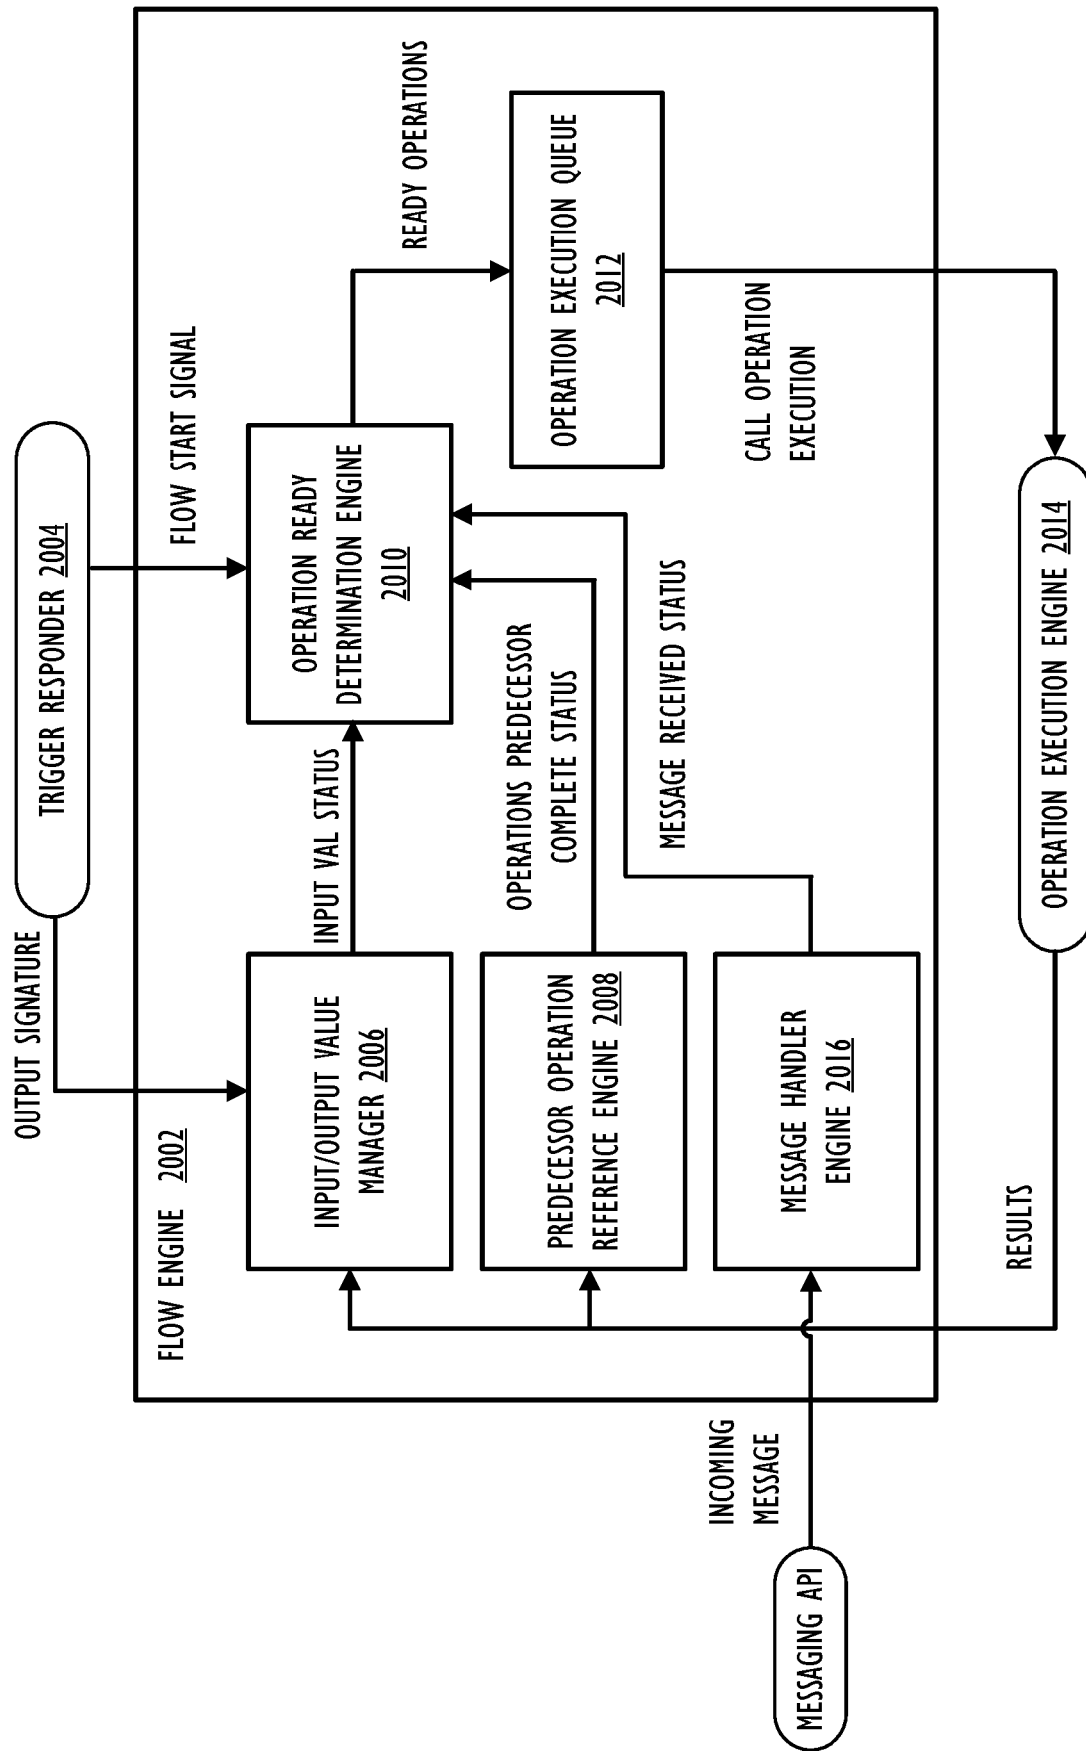 OUTPUT SIGNATURE
TRIGGER RESPONDER 2004
FLOW START SIGNAL
FLOW ENGINE 2002
INPUT/OUTPUT VALUE
MANAGER 2006
INPUT VAL STATUS
OPERATION READY
DETERMINATION ENGINE
2010
READY OPERATIONS
PREDECESSOR OPERATION
REFERENCE ENGINE 2008
OPERATIONS PREDECESSOR
COMPLETE STATUS
OPERATION EXECUTION QUEUE
2012
INCOMING
MESSAGE
MESSAGING API
MESSAGE HANDLER
ENGINE 2016
MESSAGE RECEIVED STATUS
CALL OPERATION
EXECUTION
RESULTS
OPERATION EXECUTION ENGINE 2014